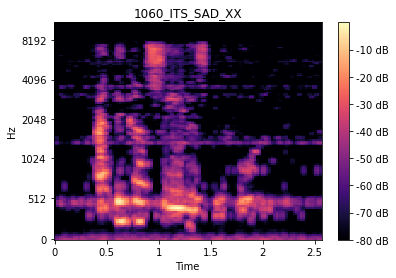 1060_ITS_SAD_XX
8192
4096
2048
1024
512
0
Hz
0
0.5
1
1.5
2
2.5
Time
-10 dB
-20 dB
-30 dB
-40 dB
-50 dB
-60 dB
-70 dB
-80 dB